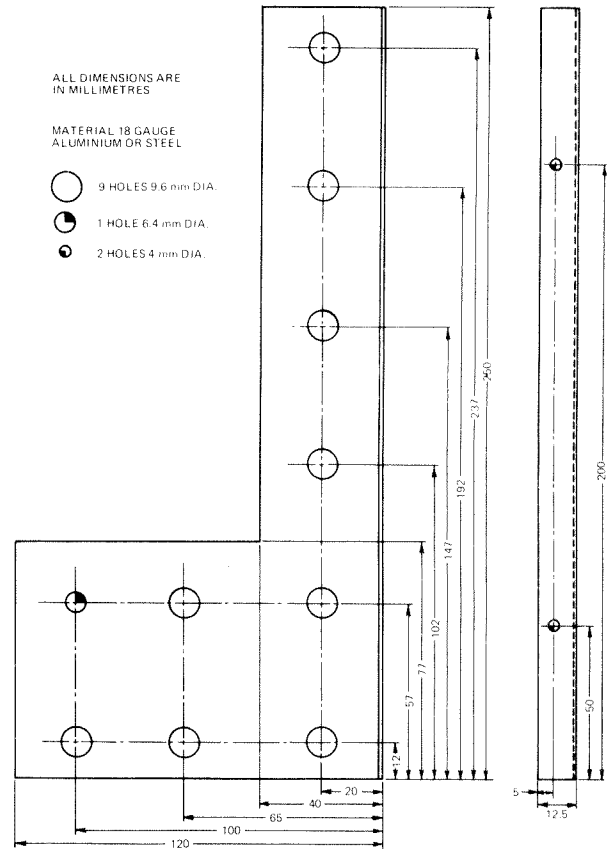 ALL DIMENSIONS ARE
IN MILLIMETRES
MATERIAL 18 GAUGE
ALUMINIUM OR STEEL
9 HOLES 9.6 mm DIA.
1 HOLE 6.4 mm DIA.
2 HOLES 4 mm DIA.
250
237
192
147
102
77
57
12
200
50
20
40
65
100
120
5
12.5